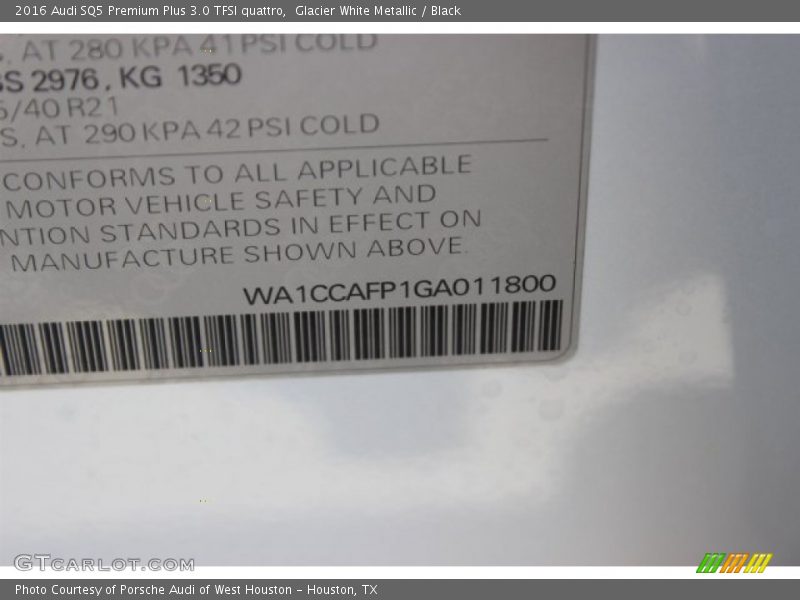 2016 Audi SQ5 Premium Plus 3.0 TFSI quattro,  Glacier White Metallic / Black
AT 280 KPA 41 PSI COLD
SS 2976, KG 1350
/40 R21
S, AT 290 KPA 42 PSI COLD
CONFORMS TO ALL APPLICABLE
MOTOR VEHICLE SAFETY AND
NTION STANDARDS IN EFFECT ON
MANUFACTURE SHOWN ABOVE.
WA1CCAFP1GA011800
GTCARLOT.COM
Photo Courtesy of Porsche Audi of West Houston - Houston, TX